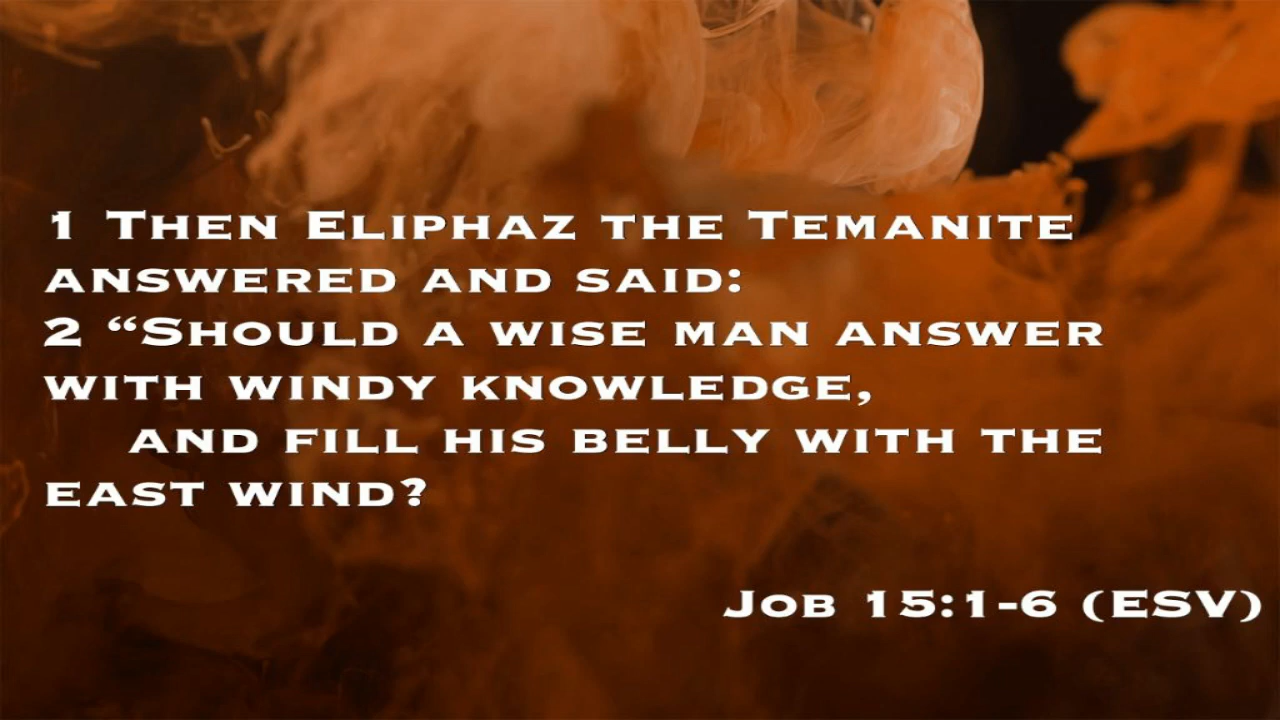 1 Then Eliphaz the Temanite
answered and said:
2 “Should a wise man answer
with windy knowledge,
and fill his belly with the
east wind?
Job 15:1-6 (ESV)